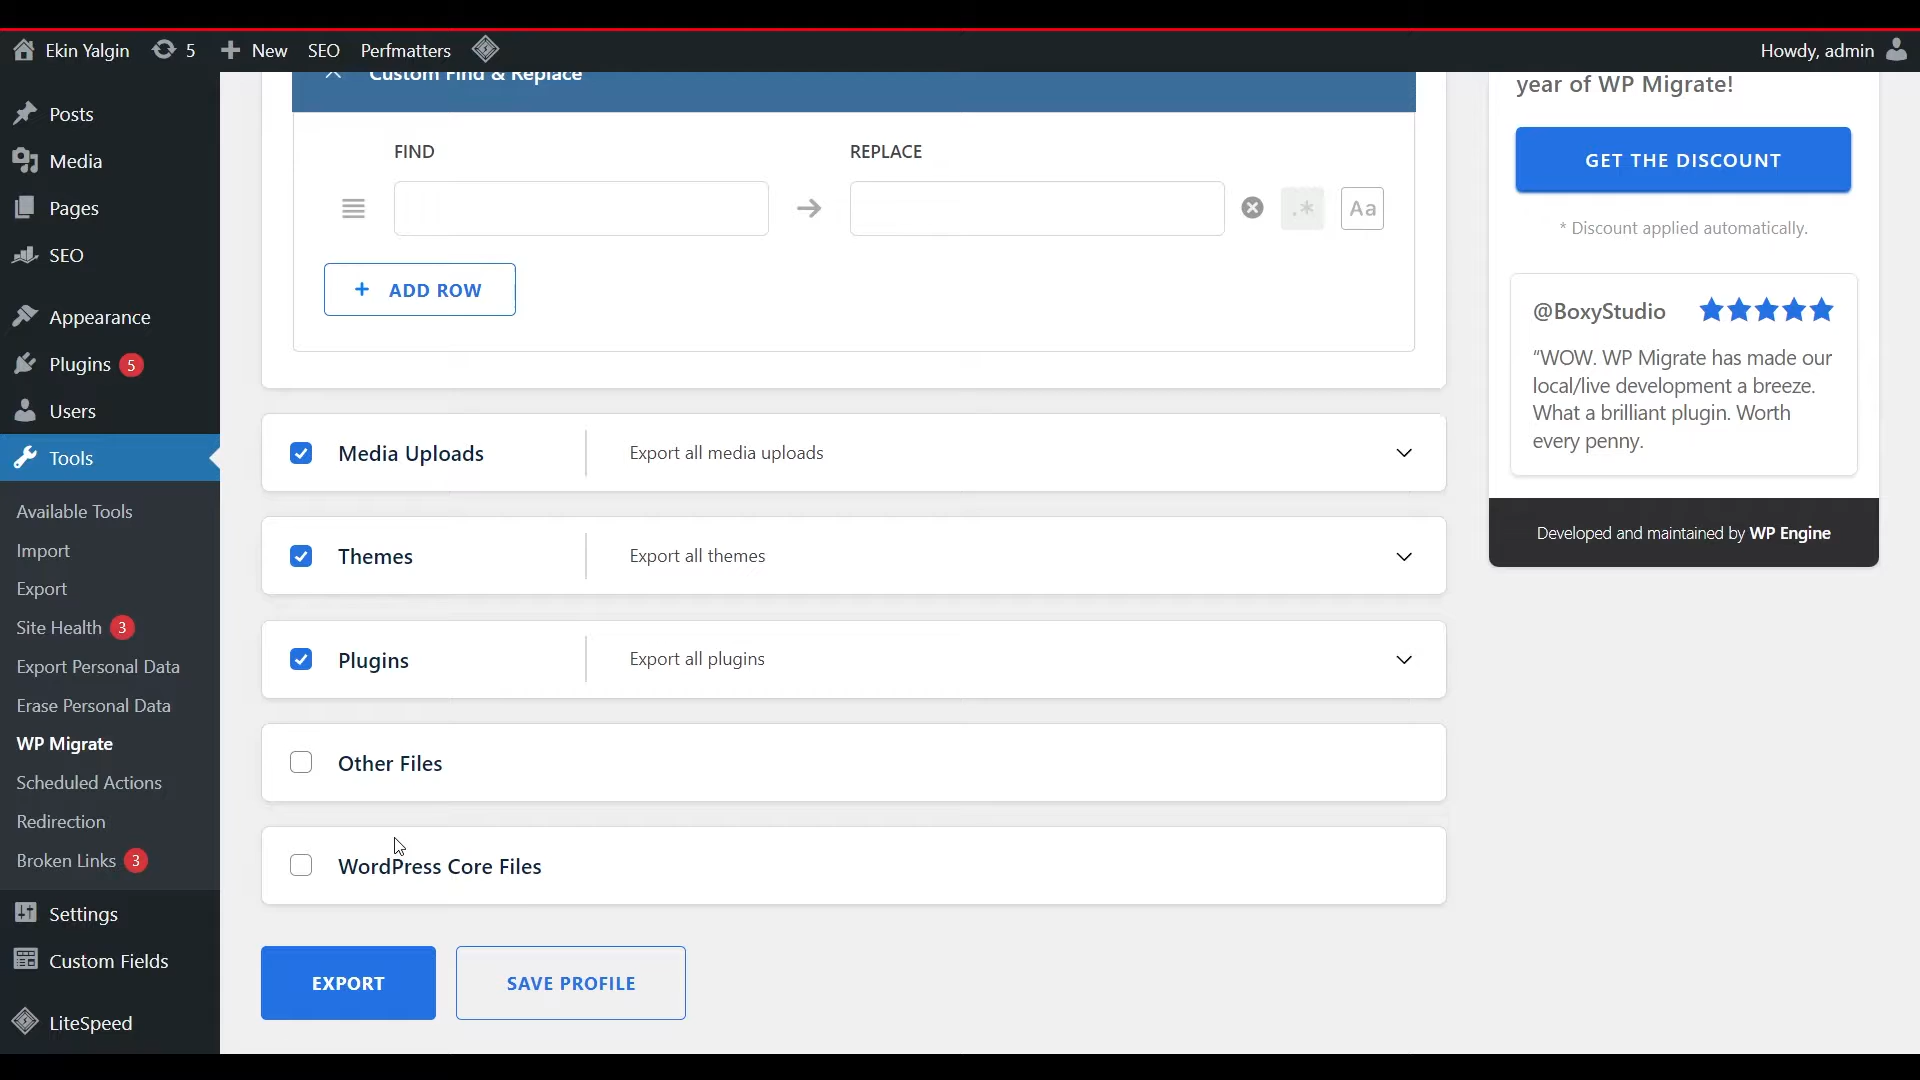 Ekin Yalgin 5 New SEO Perfmatters Howdy, admin
Posts
Media
Pages
SEO
Appearance
Plugins 5
Users
Tools
Available Tools
Import
Export
Site Health 3
Export Personal Data
Erase Personal Data
WP Migrate
Scheduled Actions
Redirection
Broken Links 3
Settings
Custom Fields
LiteSpeed
Custom Find & Replace
FIND REPLACE
.* Aa
+ ADD ROW
Media Uploads Export all media uploads
Themes Export all themes
Plugins Export all plugins
Other Files
WordPress Core Files
EXPORT SAVE PROFILE
year of WP Migrate!
GET THE DISCOUNT
* Discount applied automatically.
@BoxyStudio
“WOW. WP Migrate has made our
local/live development a breeze.
What a brilliant plugin. Worth
every penny.
Developed and maintained by WP Engine